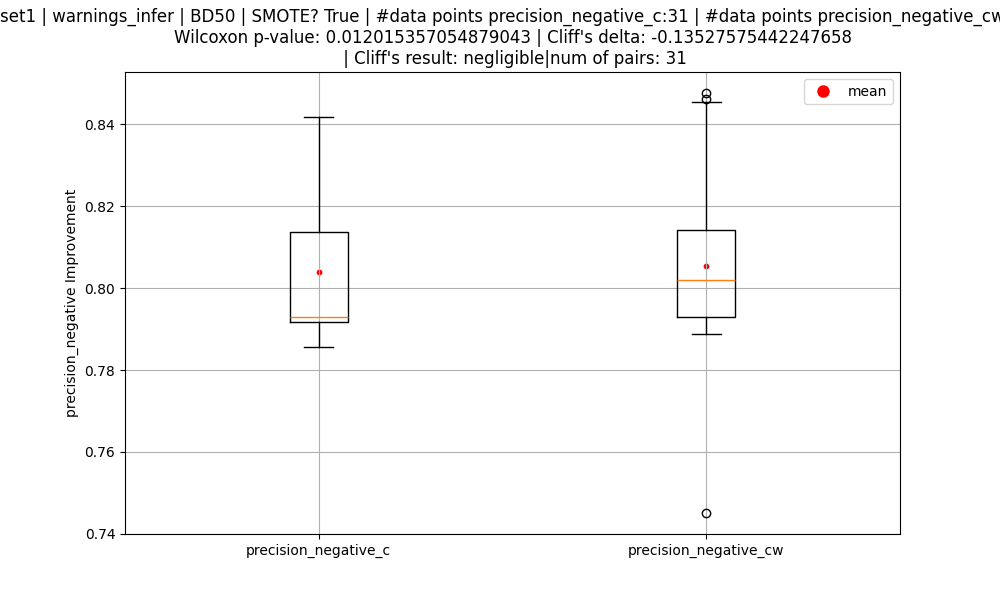 set1 | warnings_infer | BD50 | SMOTE? True | #data points precision_negative_c:31 | #data points precision_negative_cw
Wilcoxon p-value: 0.012015357054879043 | Cliff's delta: -0.13527575442247658
| Cliff's result: negligible|num of pairs: 31
mean
0.84
0.82
0.80
0.78
0.76
0.74
precision_negative Improvement
precision_negative_c
precision_negative_cw